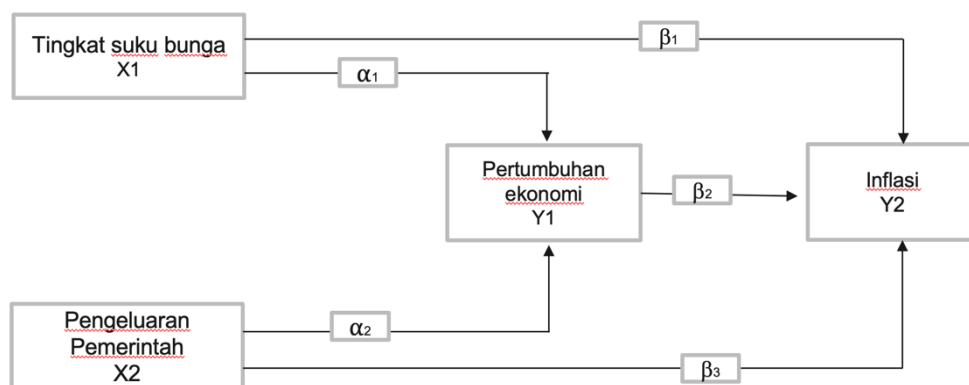 Tingkat suku bunga
X1
β1
α1
Pertumbuhan
ekonomi
Y1
β2
Inflasi
Y2
Pengeluaran
Pemerintah
X2
α2
β3